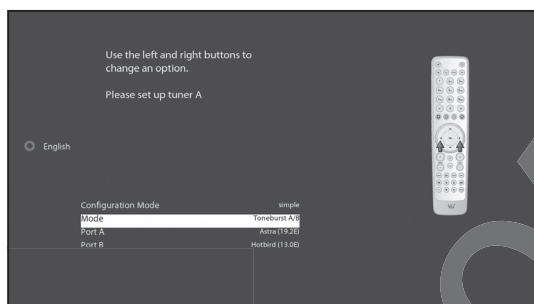 Use the left and right buttons to
change an option.
Please set up tuner A
English
Configuration Mode simple
Mode Toneburst A/B
Port A Astra (19.2E)
Port B Hotbird (13.0E)